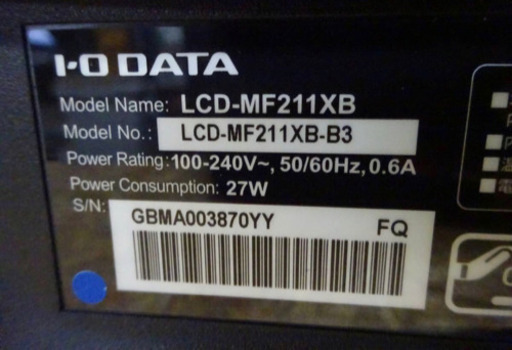 I-O DATA
Model Name: LCD-MF211XB
Model No.: LCD-MF211XB-B3
Power Rating:100-240V~, 50/60Hz, 0.6A
Power Consumption: 27W
S/N:
GBMA003870YY FQ